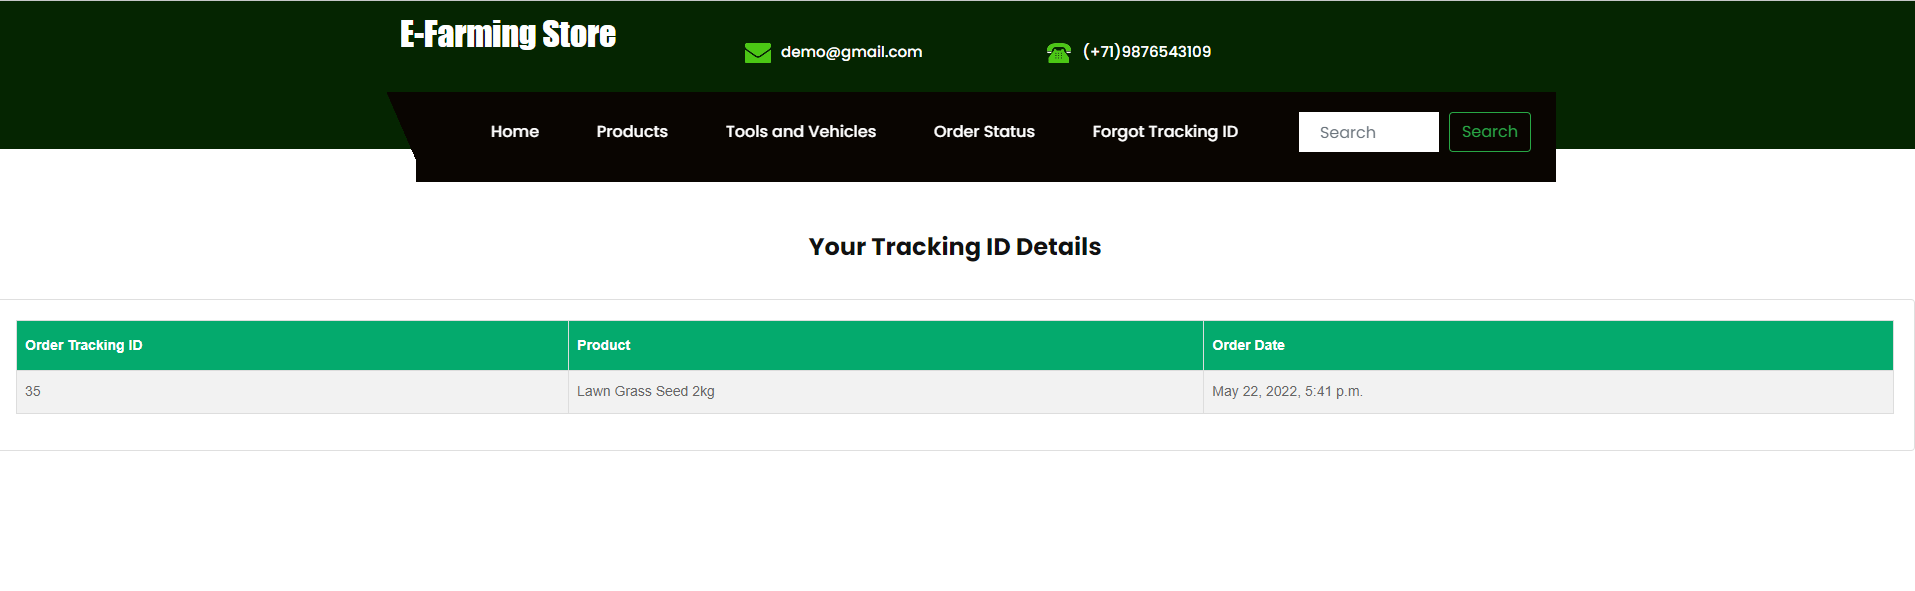 E-Farming Store
demo@gmail.com (+71)9876543109
Home Products Tools and Vehicles Order Status Forgot Tracking ID Search Search
Your Tracking ID Details
Order Tracking ID Product Order Date
35 Lawn Grass Seed 2kg May 22, 2022, 5:41 p.m.